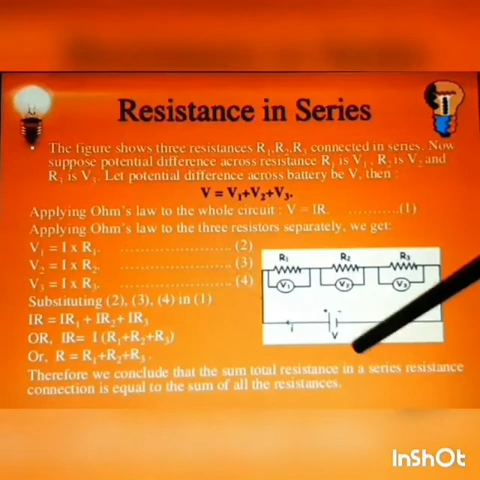 Resistance in Series
The figure shows three resistances R₁,R₂,R₃ connected in series. Now
suppose potential difference across resistance R₁ is V₁, R₂ is V₂ and
R₃ is V₃. Let potential difference across battery be V, then :
V = V₁+V₂+V₃.
Applying Ohm's law to the whole circuit : V = IR. ............(1)
Applying Ohm's law to the three resistors separately, we get:
V₁ = I x R₁. ........................ (2)
V₂ = I x R₂. ........................ (3)
V₃ = I x R₃. ........................ (4)
R₁ R₂ R₃
V₁ V₂ V₃
Substituting (2), (3), (4) in (1)
IR = IR₁ + IR₂+ IR₃
I + -
V
OR, IR= I (R₁+R₂+R₃)
Or, R = R₁+R₂+R₃ .
Therefore we conclude that the sum total resistance in a series resistance
connection is equal to the sum of all the resistances.
InShOt